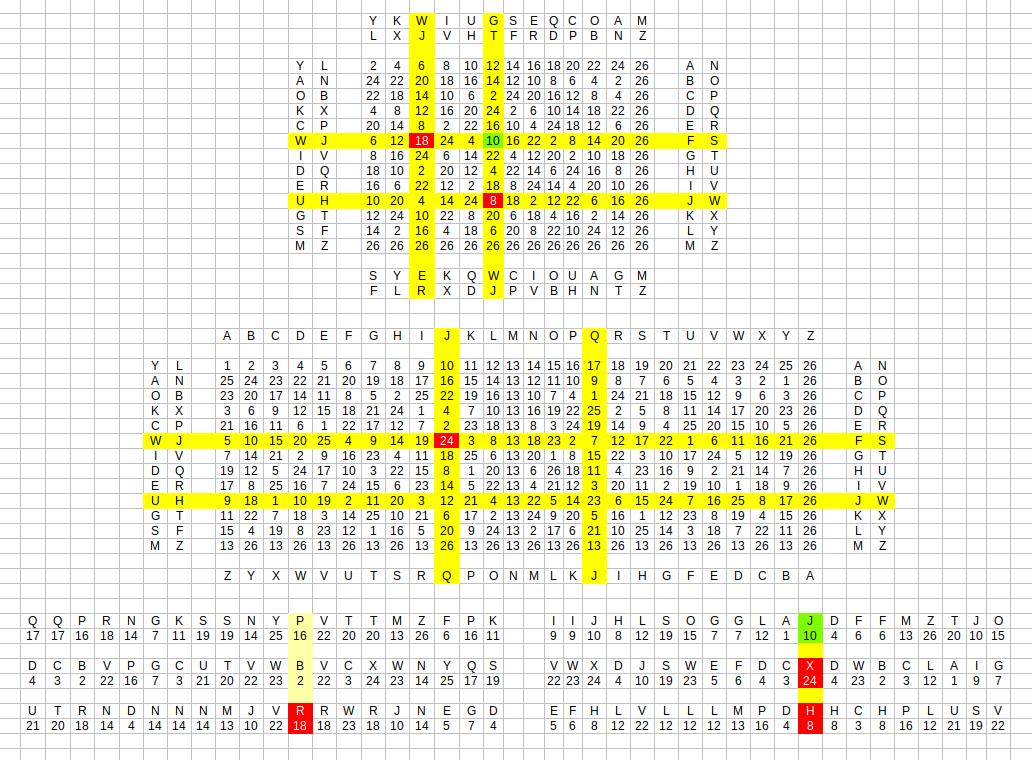 Y K W I U G S E Q C O A M
L X J V H T F R D P B N Z
Y L 2 4 6 8 10 12 14 16 18 20 22 24 26 A N
A N 24 22 20 18 16 14 12 10 8 6 4 2 26 B O
O B 22 18 14 10 6 2 24 20 16 12 8 4 26 C P
K X 4 8 12 16 20 24 2 6 10 14 18 22 26 D Q
C P 20 14 8 2 22 16 10 4 24 18 12 6 26 E R
W J 6 12 18 24 4 10 16 22 2 8 14 20 26 F S
I V 8 16 24 6 14 22 4 12 20 2 10 18 26 G T
D Q 18 10 2 20 12 4 22 14 6 24 16 8 26 H U
E R 16 6 22 12 2 18 8 24 14 4 20 10 26 I V
U H 10 20 4 14 24 8 18 2 12 22 6 16 26 J W
G T 12 24 10 22 8 20 6 18 4 16 2 14 26 K X
S F 14 2 16 4 18 6 20 8 22 10 24 12 26 L Y
M Z 26 26 26 26 26 26 26 26 26 26 26 26 26 M Z
S Y E K Q W C I O U A G M
F L R X D J P V B H N T Z
A B C D E F G H I J K L M N O P Q R S T U V W X Y Z
Y L 1 2 3 4 5 6 7 8 9 10 11 12 13 14 15 16 17 18 19 20 21 22 23 24 25 26 A N
A N 25 24 23 22 21 20 19 18 17 16 15 14 13 12 11 10 9 8 7 6 5 4 3 2 1 26 B O
O B 23 20 17 14 11 8 5 2 25 22 19 16 13 10 7 4 1 24 21 18 15 12 9 6 3 26 C P
K X 3 6 9 12 15 18 21 24 1 4 7 10 13 16 19 22 25 2 5 8 11 14 17 20 23 26 D Q
C P 21 16 11 6 1 22 17 12 7 2 23 18 13 8 3 24 19 14 9 4 25 20 15 10 5 26 E R
W J 5 10 15 20 25 4 9 14 19 24 3 8 13 18 23 2 7 12 17 22 1 6 11 16 21 26 F S
I V 7 14 21 2 9 16 23 4 11 18 25 6 13 20 1 8 15 22 3 10 17 24 5 12 19 26 G T
D Q 19 12 5 24 17 10 3 22 15 8 1 20 13 6 26 18 11 4 23 16 9 2 21 14 7 26 H U
E R 17 8 25 16 7 24 15 6 23 14 5 22 13 4 21 12 3 20 11 2 19 10 1 18 9 26 I V
U H 9 18 1 10 19 2 11 20 3 12 21 4 13 22 5 14 23 6 15 24 7 16 25 8 17 26 J W
G T 11 22 7 18 3 14 25 10 21 6 17 2 13 24 9 20 5 16 1 12 23 8 19 4 15 26 K X
S F 15 4 19 8 23 12 1 16 5 20 9 24 13 2 17 6 21 10 25 14 3 18 7 22 11 26 L Y
M Z 13 26 13 26 13 26 13 26 13 26 13 26 13 26 13 26 13 26 13 26 13 26 13 26 13 26 M Z
Z Y X W V U T S R Q P O N M L K J I H G F E D C B A
Q Q P R N G K S S N Y P V T T M Z F P K I I J H L S O G G L A J D F F M Z T J O
17 17 16 18 14 7 11 19 19 14 25 16 22 20 20 13 26 6 16 11 9 9 10 8 12 19 15 7 7 12 1 10 4 6 6 13 26 20 10 15
D C B V P G C U T V W B V C X W N Y Q S V W X D J S W E F D C X D W B C L A I G
4 3 2 22 16 7 3 21 20 22 23 2 22 3 24 23 14 25 17 19 22 23 24 4 10 19 23 5 6 4 3 24 4 23 2 3 12 1 9 7
U T R N D N N N M J V R R W R J N E G D E F H L V L L L M P D H H C H P L U S V
21 20 18 14 4 14 14 14 13 10 22 18 18 23 18 10 14 5 7 4 5 6 8 12 22 12 12 12 13 16 4 8 8 3 8 16 12 21 19 22